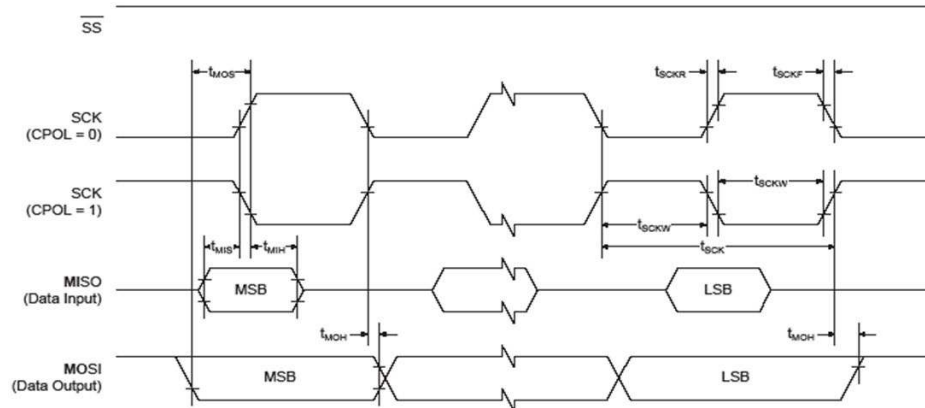 SS
tMOS
tSCKR
tSCKF
SCK
(CPOL = 0)
SCK
(CPOL = 1)
tSCKW
tSCKW
tSCK
tMIS
tMIH
MISO
(Data Input)
MSB
LSB
tMOH
tMOH
MOSI
(Data Output)
MSB
LSB